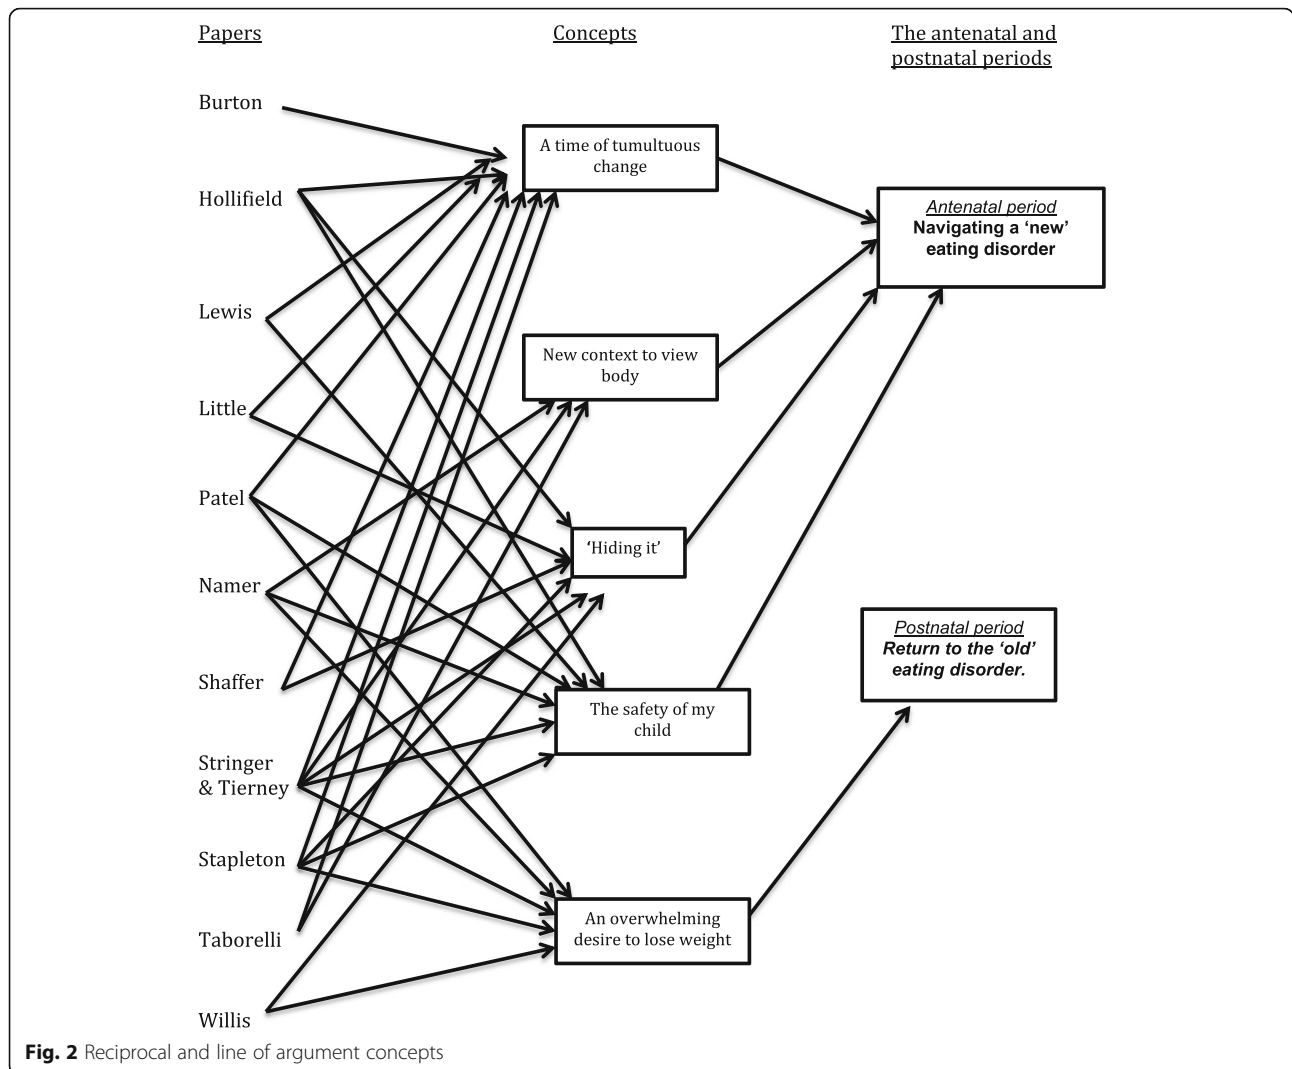 Papers
Concepts
The antenatal and
postnatal periods
Burton
Hollifield
Lewis
Little
Patel
Namer
Shaffer
Stringer
& Tierney
Stapleton
Taborelli
Willis
A time of tumultuous
change
New context to view
body
‘Hiding it’
The safety of my
child
An overwhelming
desire to lose weight
Antenatal period
Navigating a ‘new’
eating disorder
Postnatal period
Return to the ‘old’
eating disorder.
Fig. 2 Reciprocal and line of argument concepts